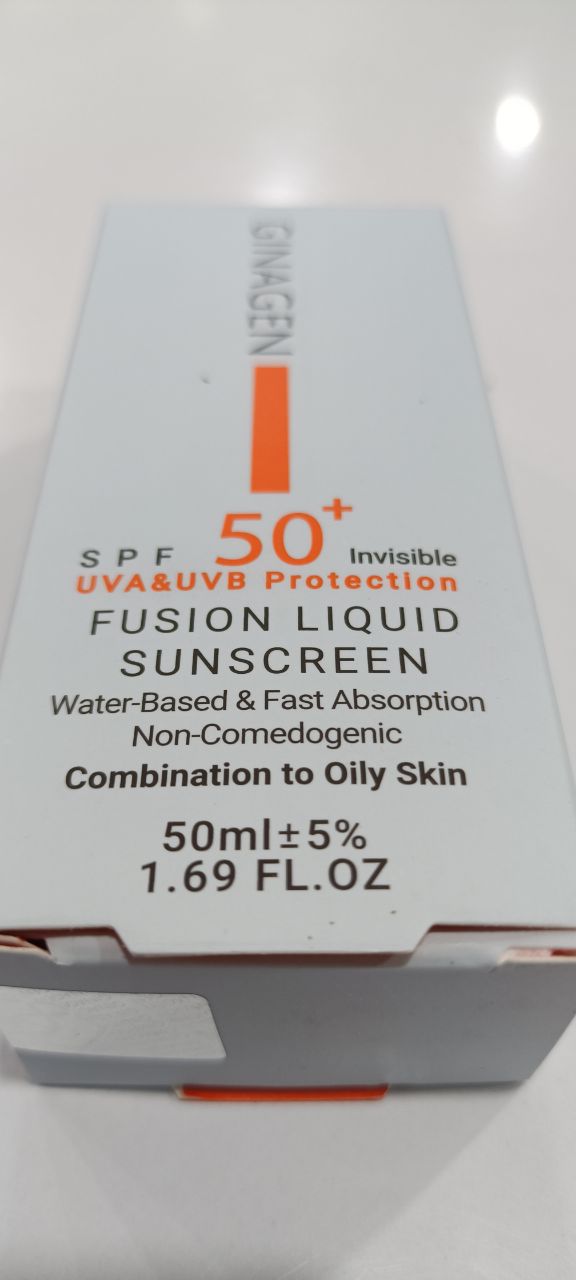 GINAGEN
SPF 50+ Invisible
UVA&UVB Protection
FUSION LIQUID
SUNSCREEN
Water-Based & Fast Absorption
Non-Comedogenic
Combination to Oily Skin
50ml±5%
1.69 FL.OZ